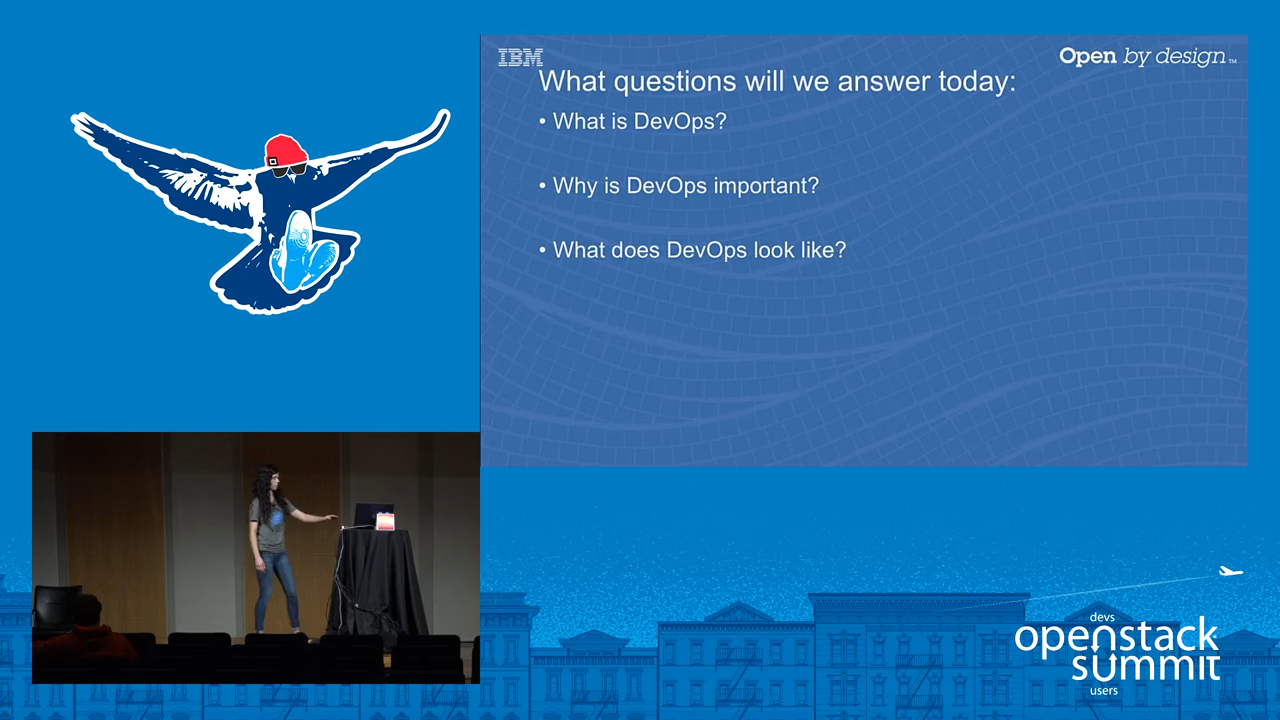 IBM
Open by design™
What questions will we answer today:
• What is DevOps?
• Why is DevOps important?
• What does DevOps look like?
devs
openstack
summit
users